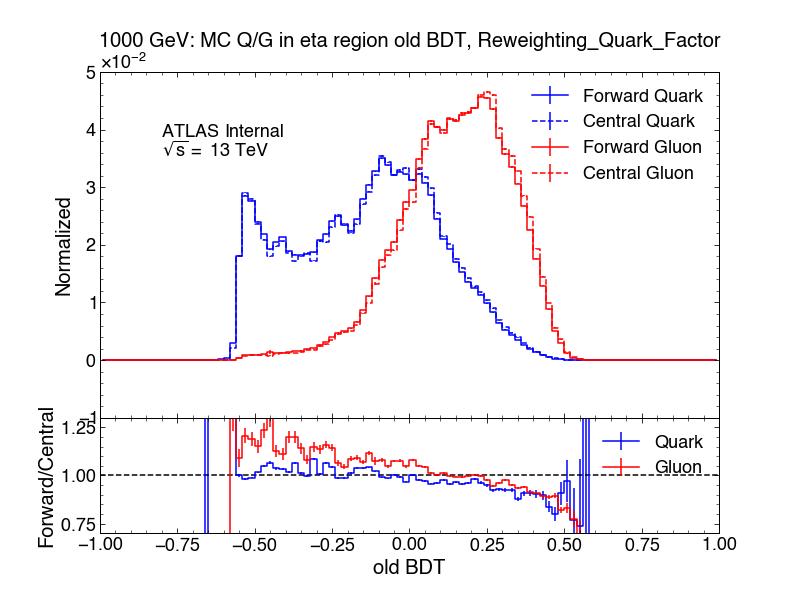 1000 GeV: MC Q/G in eta region old BDT, Reweighting_Quark_Factor
×10⁻²
5
4
3
2
1
0
−1
Normalized
ATLAS Internal
√s = 13 TeV
Forward Quark
Central Quark
Forward Gluon
Central Gluon
1.25
1.00
0.75
Forward/Central
Quark
Gluon
−1.00 −0.75 −0.50 −0.25 0.00 0.25 0.50 0.75 1.00
old BDT